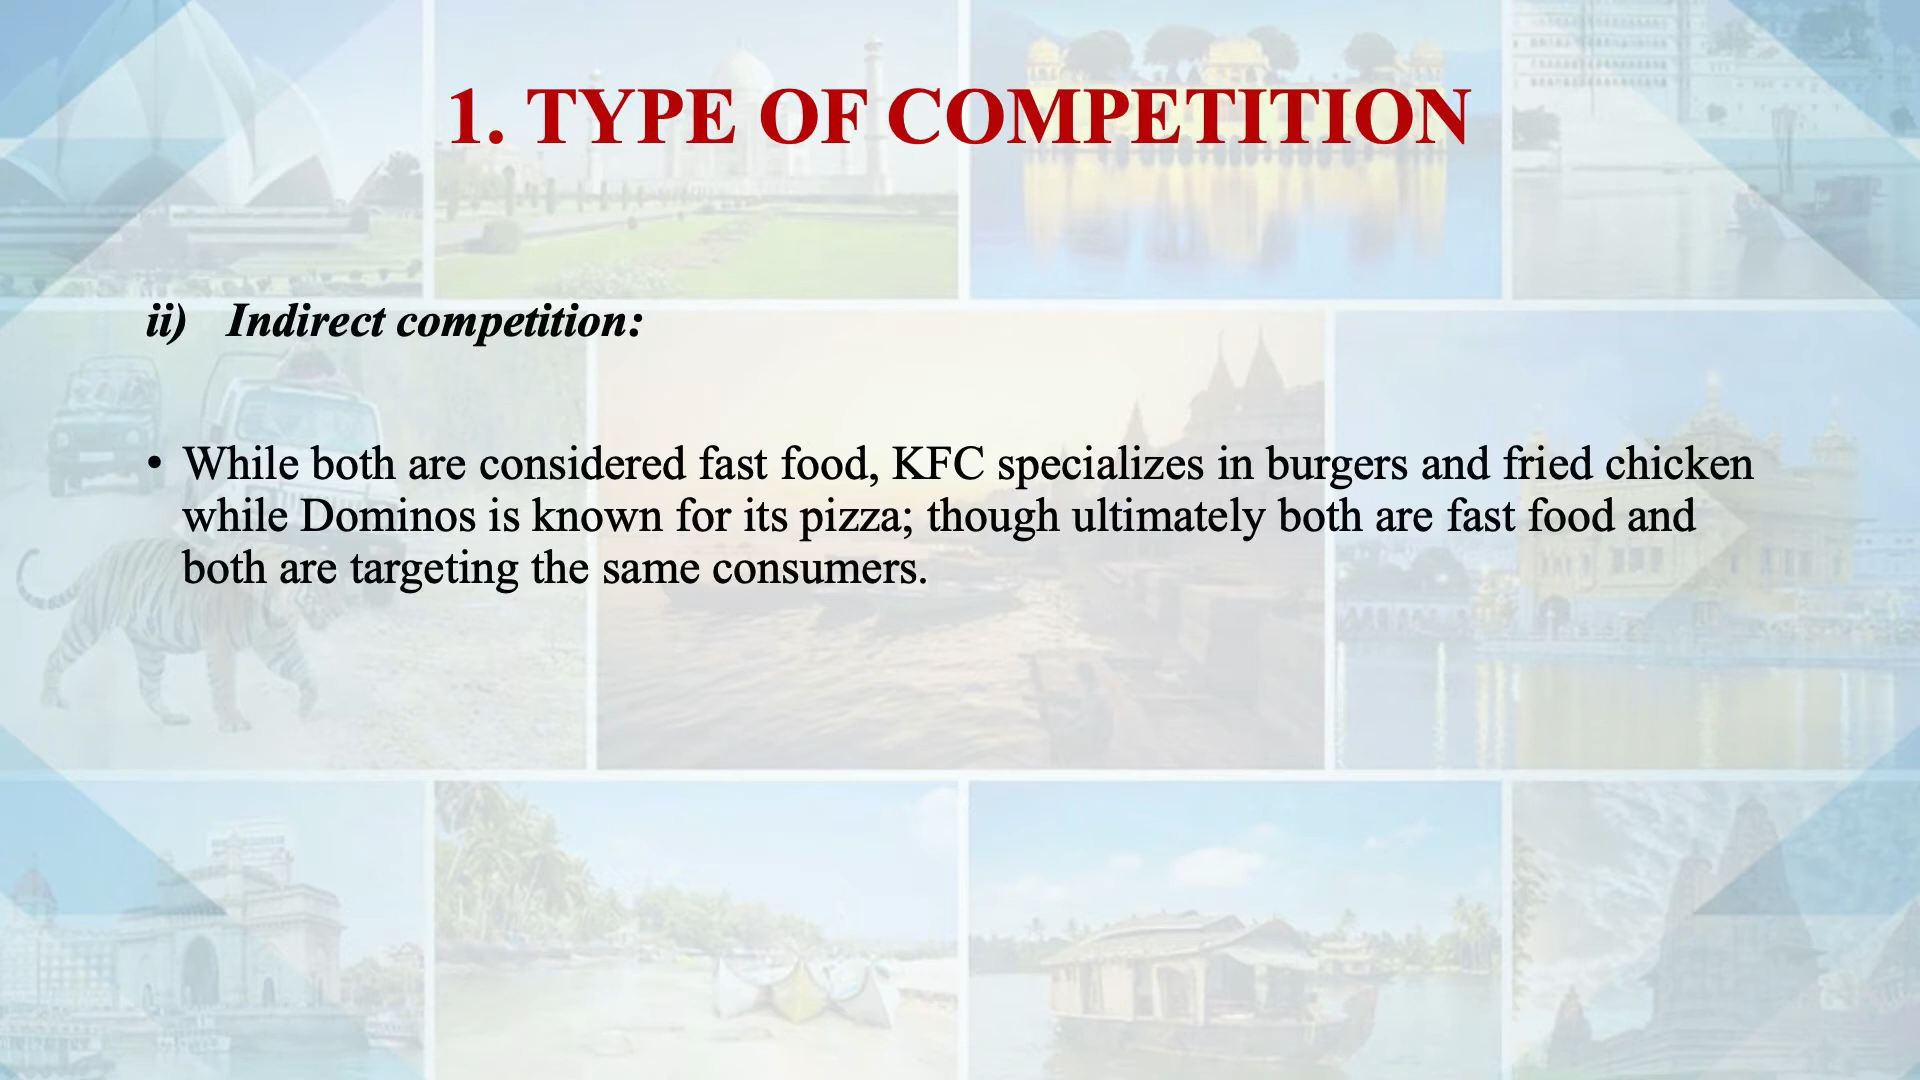 1. TYPE OF COMPETITION
ii) Indirect competition:
• While both are considered fast food, KFC specializes in burgers and fried chicken
while Dominos is known for its pizza; though ultimately both are fast food and
both are targeting the same consumers.